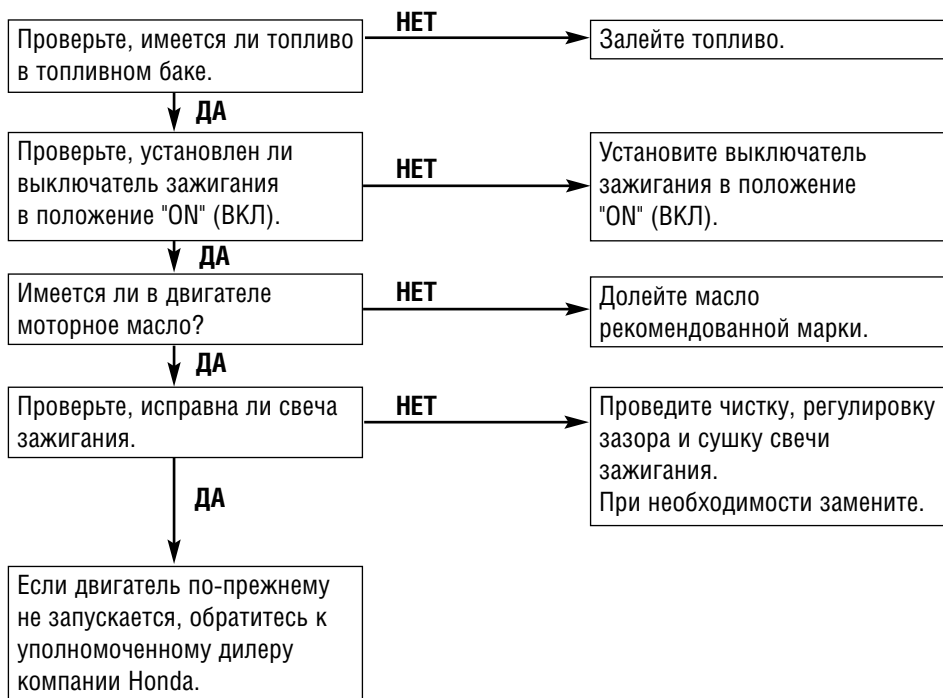 Проверьте, имеется ли топливо
в топливном баке.
НЕТ
Залейте топливо.
ДА
Проверьте, установлен ли
выключатель зажигания
в положение "ON" (ВКЛ).
НЕТ
Установите выключатель
зажигания в положение
"ON" (ВКЛ).
ДА
Имеется ли в двигателе
моторное масло?
НЕТ
Долейте масло
рекомендованной марки.
ДА
Проверьте, исправна ли свеча
зажигания.
НЕТ
Проведите чистку, регулировку
зазора и сушку свечи
зажигания.
При необходимости замените.
ДА
Если двигатель по-прежнему
не запускается, обратитесь к
уполномоченному дилеру
компании Honda.